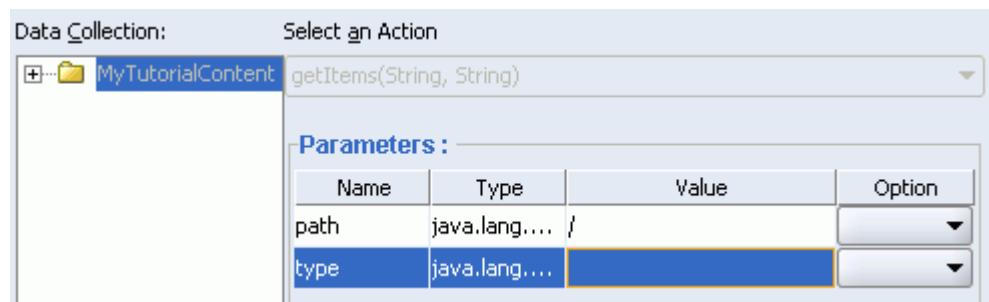 Data Collection: Select an Action
MyTutorialContent getItems(String, String)
Parameters :
Name Type Value Option
path java.lang.... /
type java.lang....